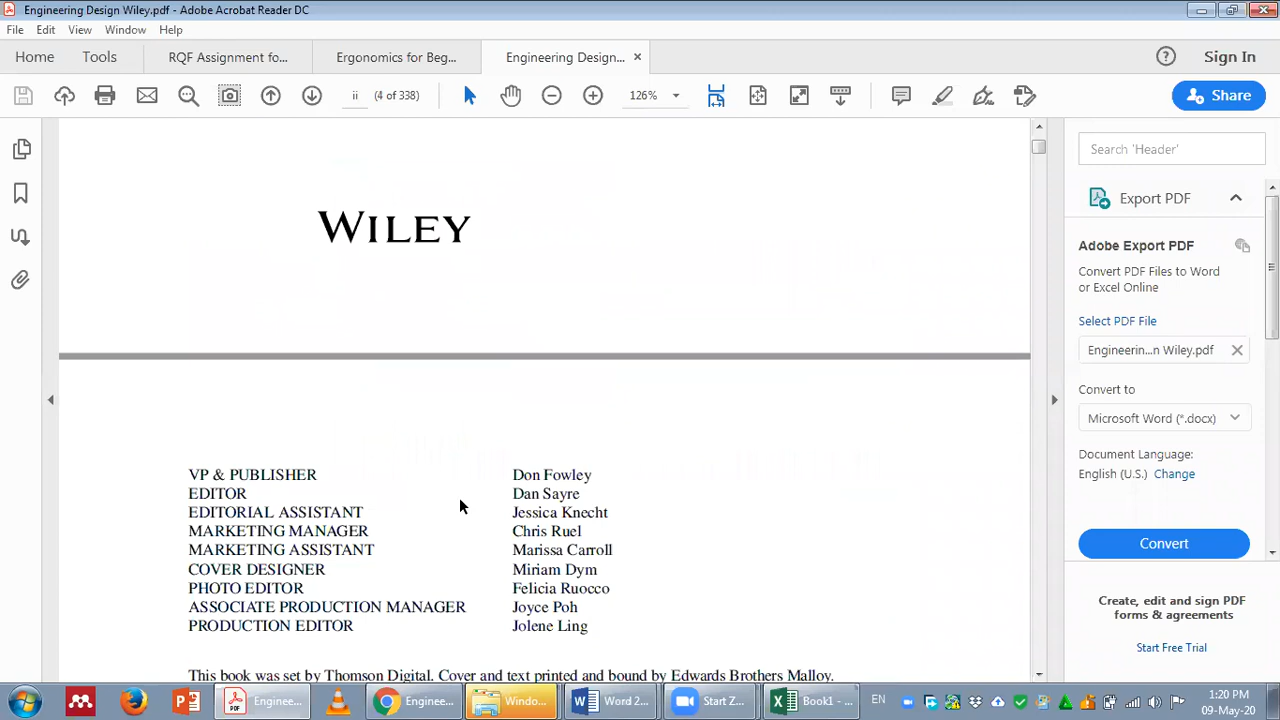 Engineering Design Wiley.pdf - Adobe Acrobat Reader DC
File Edit View Window Help
Home Tools RQF Assignment fo... Ergonomics for Beg... Engineering Design... × Sign In
ii (4 of 338) 126% Share
Search 'Header'
WILEY
Export PDF
Adobe Export PDF
Convert PDF Files to Word
or Excel Online
Select PDF File
Engineerin...n Wiley.pdf
Convert to
Microsoft Word (*.docx)
Document Language:
English (U.S.) Change
Convert
Create, edit and sign PDF
forms & agreements
Start Free Trial
VP & PUBLISHER Don Fowley
EDITOR Dan Sayre
EDITORIAL ASSISTANT Jessica Knecht
MARKETING MANAGER Chris Ruel
MARKETING ASSISTANT Marissa Carroll
COVER DESIGNER Miriam Dym
PHOTO EDITOR Felicia Ruocco
ASSOCIATE PRODUCTION MANAGER Joyce Poh
PRODUCTION EDITOR Jolene Ling
This book was set by Thomson Digital. Cover and text printed and bound by Edwards Brothers Malloy.
Enginee... Enginee... Windo... Word 2... Start Z... Book1 - ... EN 1:20 PM
09-May-20